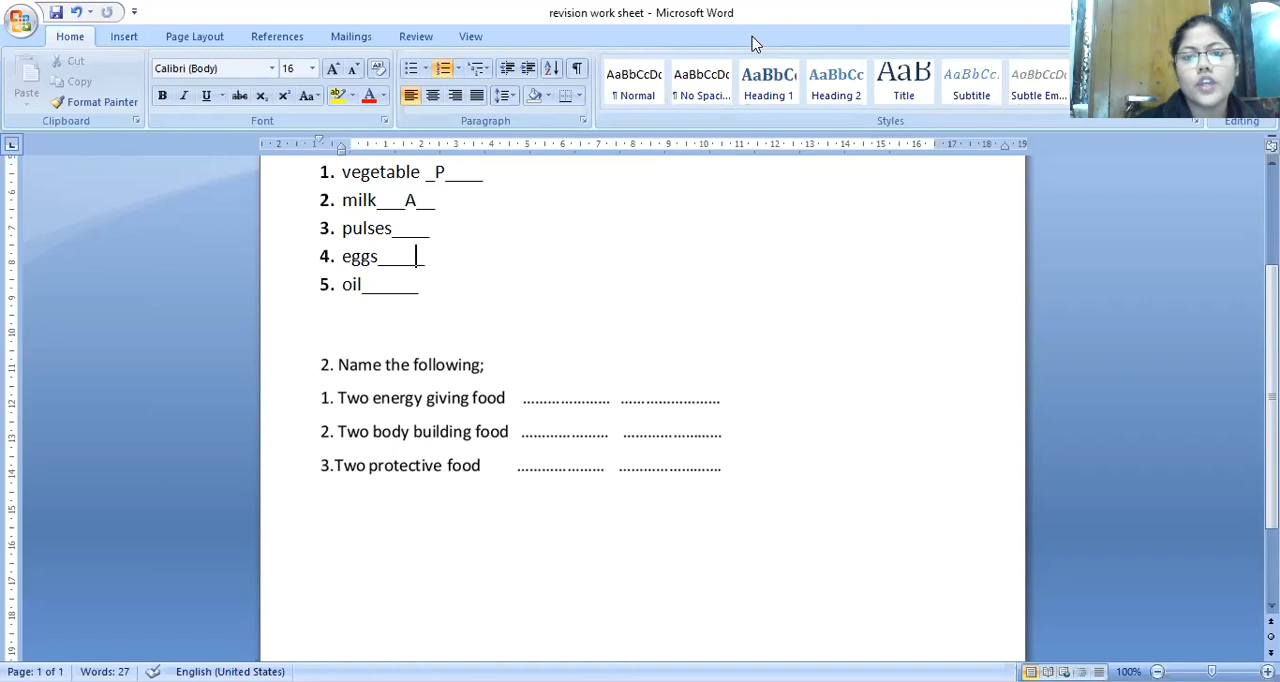 revision work sheet - Microsoft Word
Home Insert Page Layout References Mailings Review View
Cut
Copy
Format Painter
Paste
Clipboard
Calibri (Body) 16
Font
Paragraph
AaBbCcDc AaBbCcDc AaBbC AaBbCc AaB AaBbCc. AaBbCcDc
¶ Normal ¶ No Spaci... Heading 1 Heading 2 Title Subtitle Subtle Em...
Styles
Editing
1. vegetable _P____
2. milk___A__
3. pulses____
4. eggs_____
5. oil______
2. Name the following;
1. Two energy giving food ..................... ........................
2. Two body building food ..................... ........................
3.Two protective food ..................... ........................
Page: 1 of 1 Words: 27 English (United States) 100%